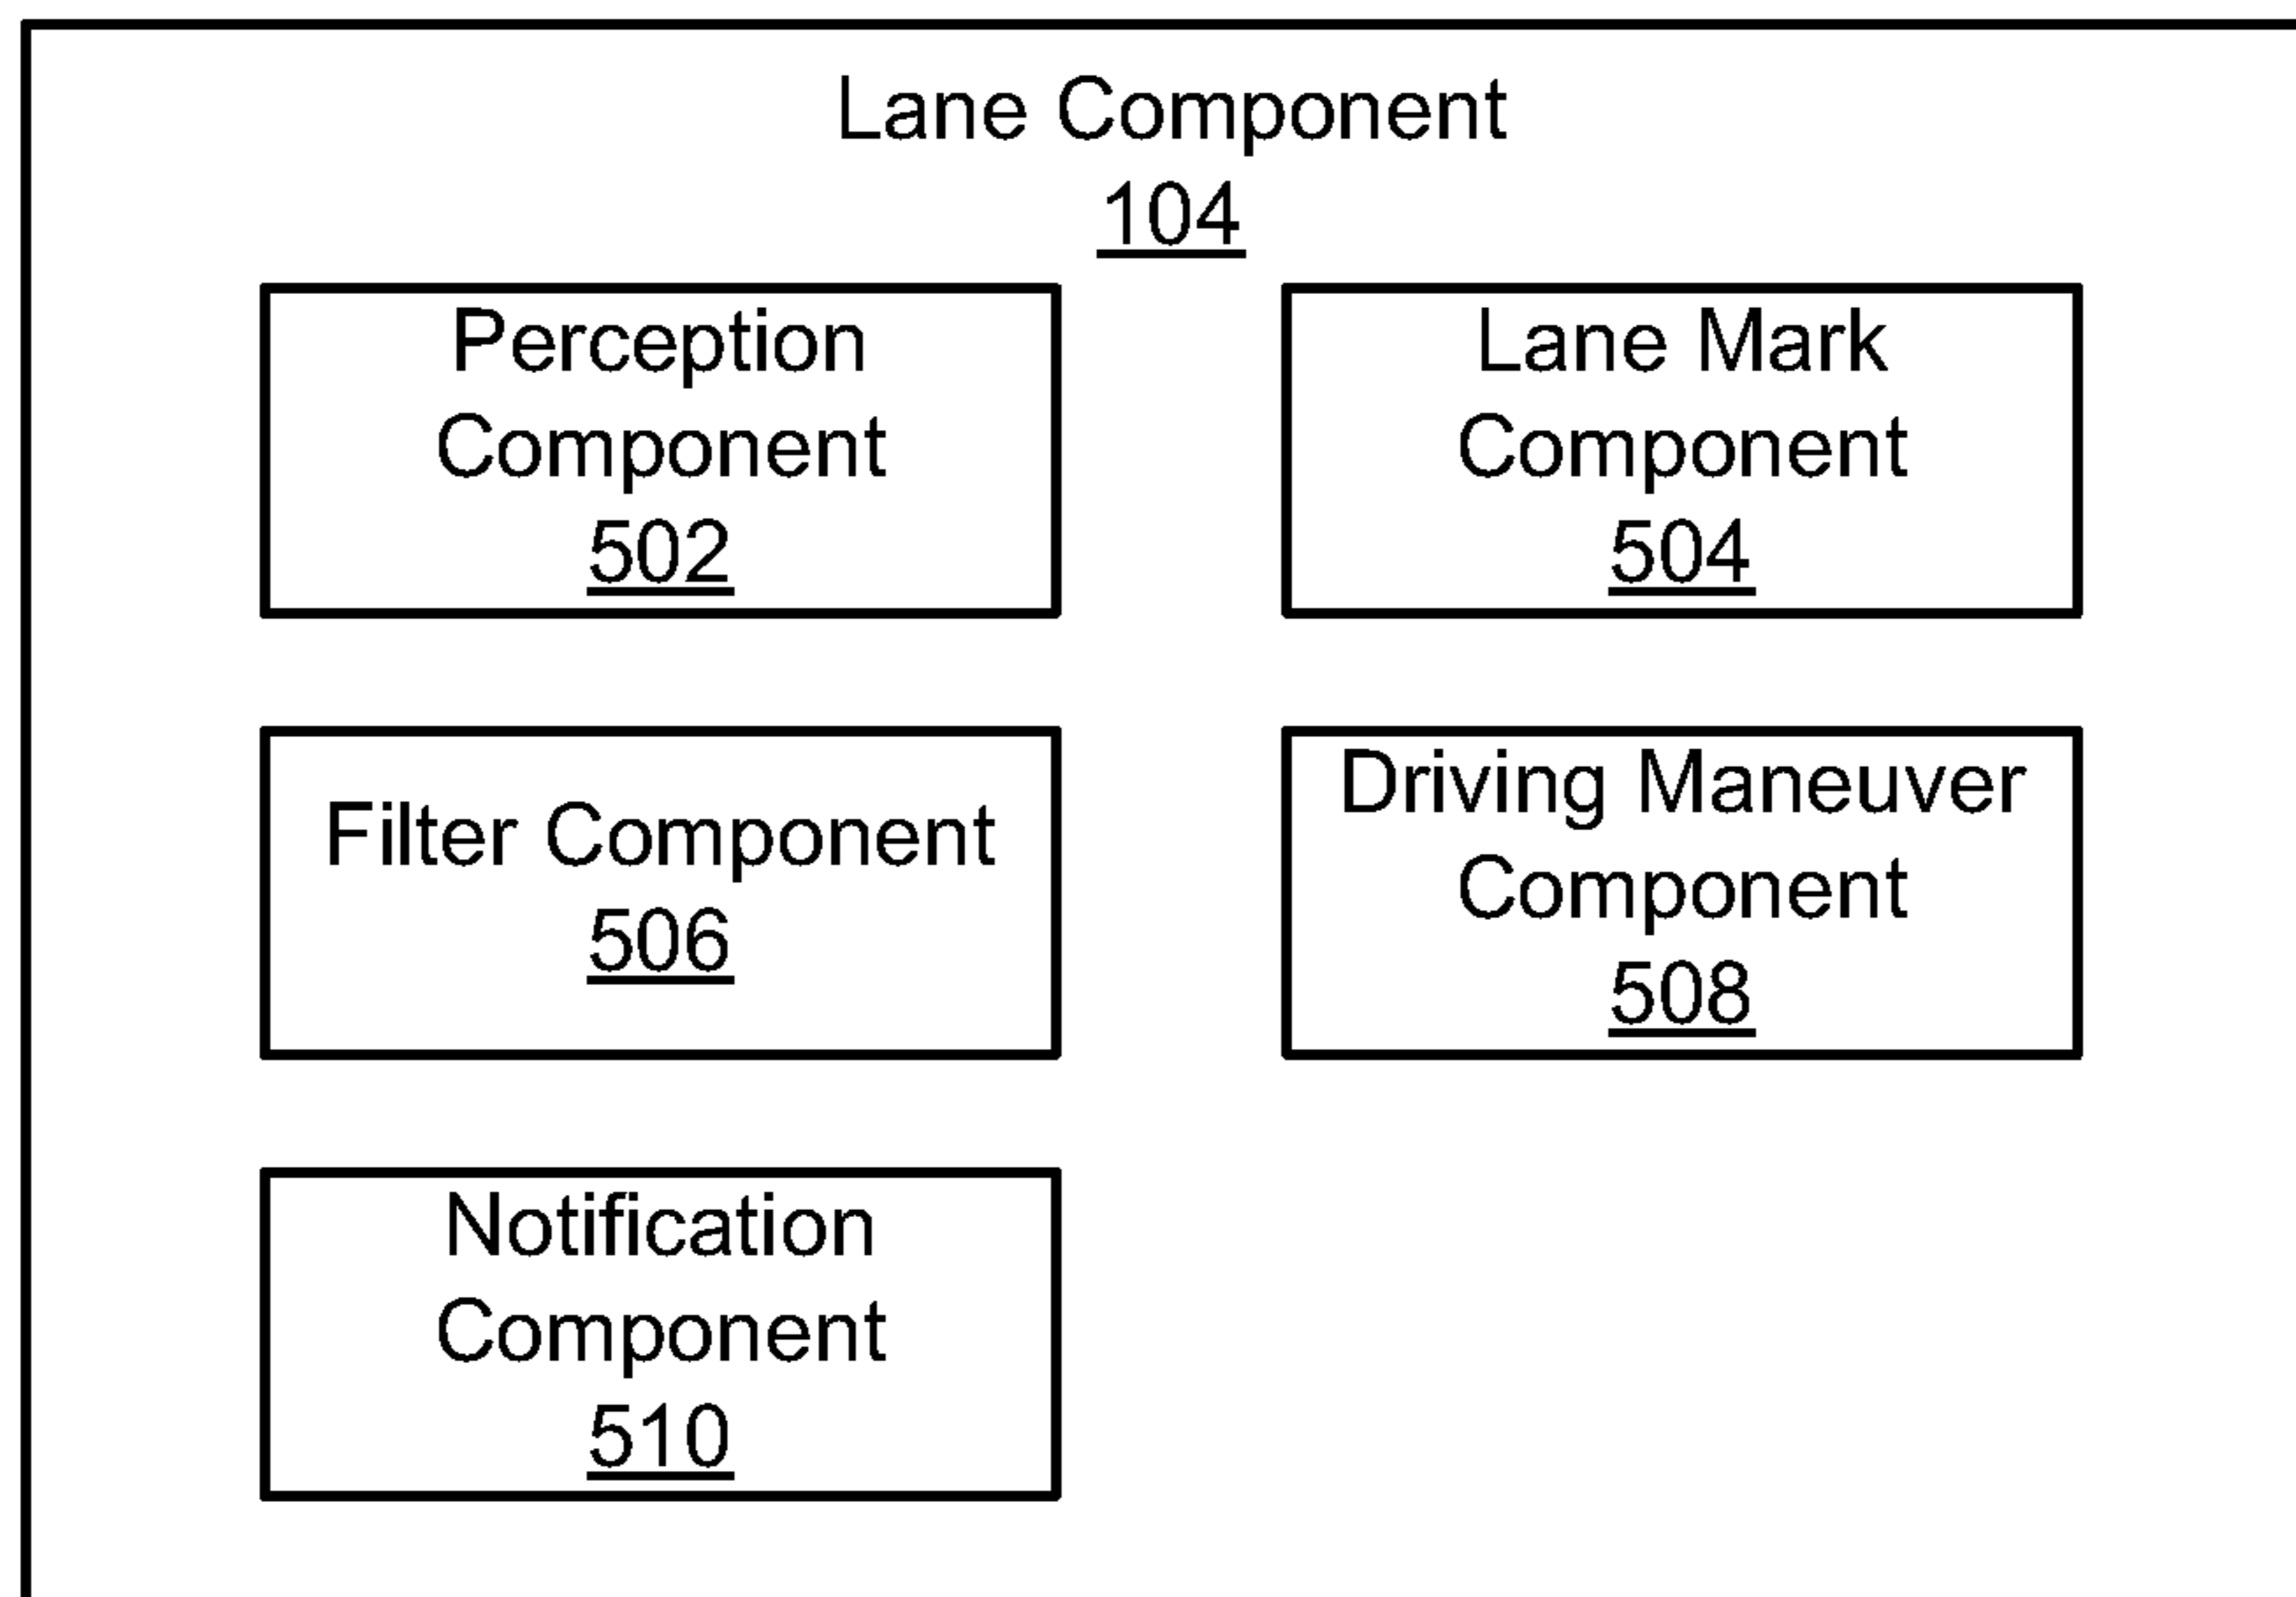 Lane Component
104
Perception
Component
502
Lane Mark
Component
504
Filter Component
506
Driving Maneuver
Component
508
Notification
Component
510